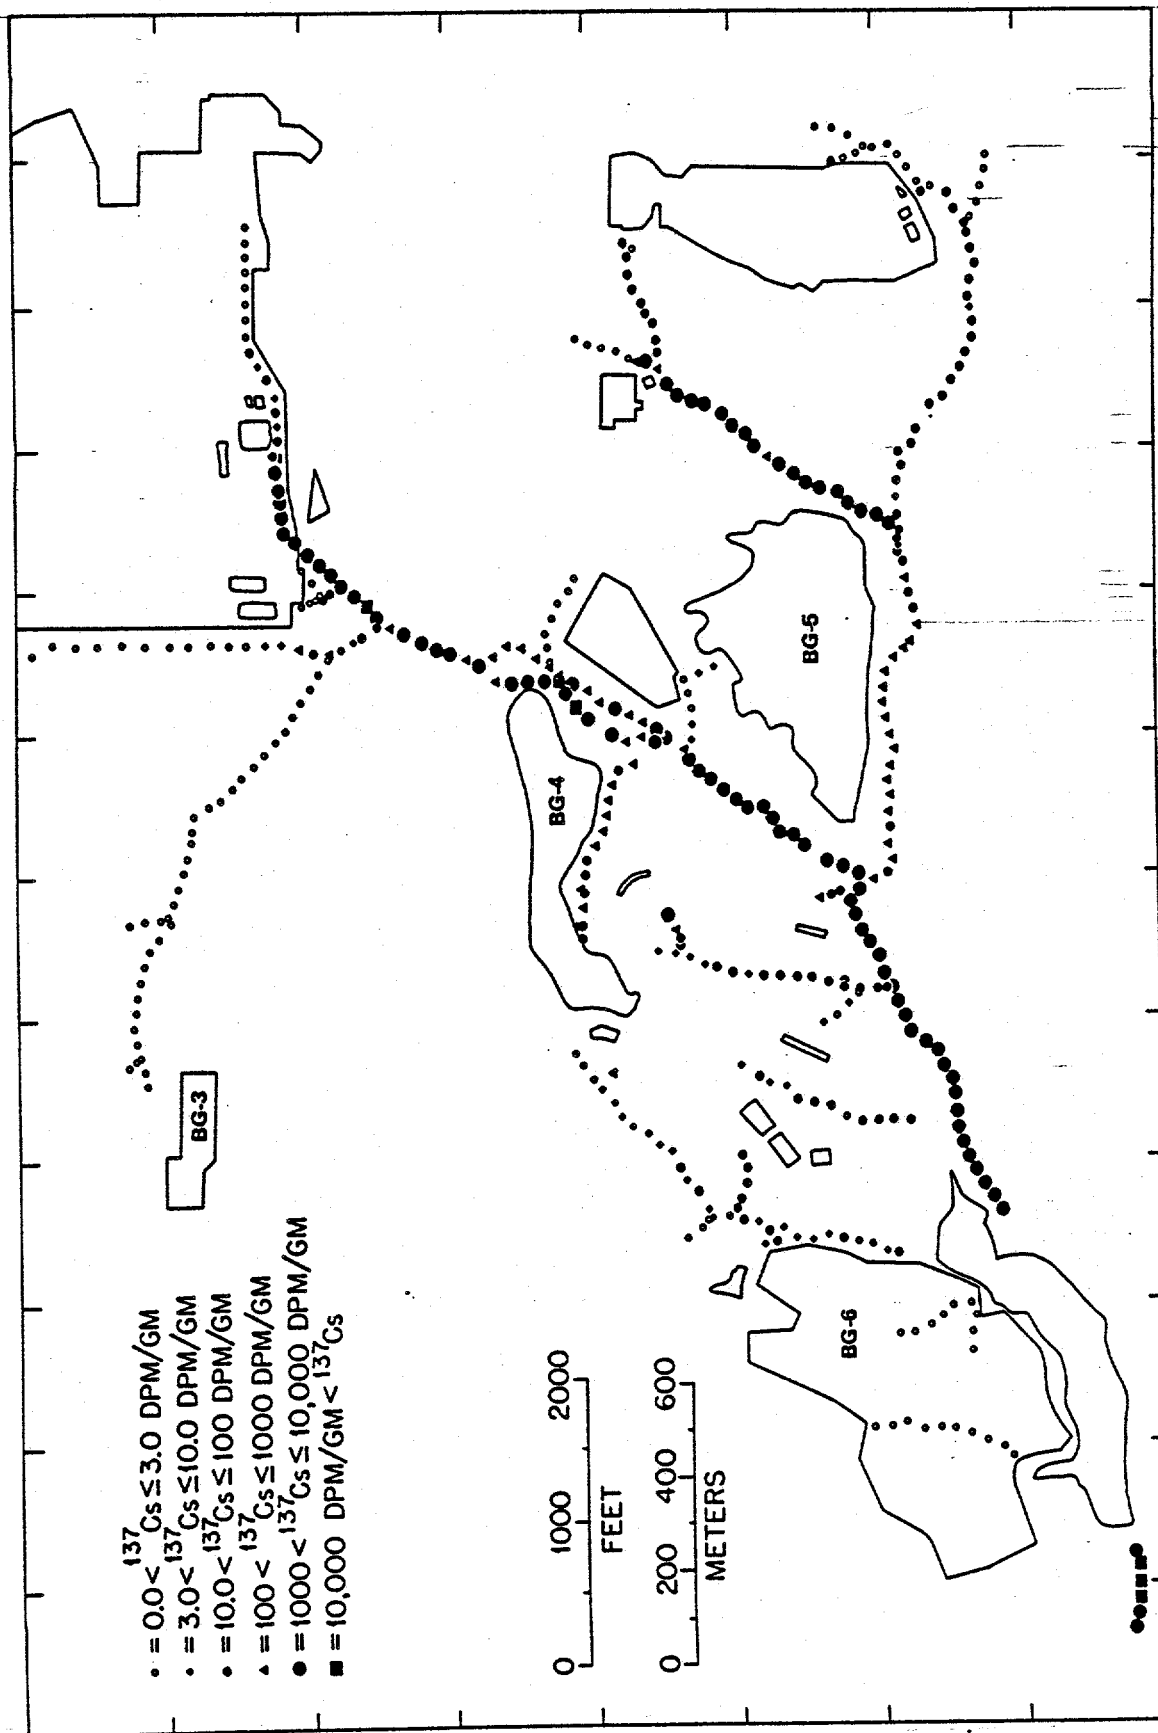 ∘ = 0.0 < ¹³⁷Cs ≤ 3.0 DPM/GM
• = 3.0 < ¹³⁷Cs ≤ 10.0 DPM/GM
• = 10.0 < ¹³⁷Cs ≤ 100 DPM/GM
▲ = 100 < ¹³⁷Cs ≤ 1000 DPM/GM
● = 1000 < ¹³⁷Cs ≤ 10,000 DPM/GM
■ = 10,000 DPM/GM < ¹³⁷Cs
BG-3
BG-4
BG-5
BG-6
0 1000 2000
FEET
0 200 400 600
METERS